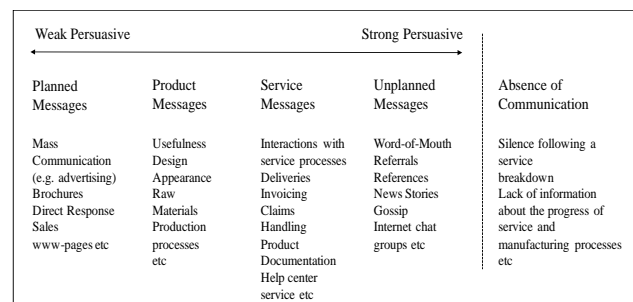 Weak Persuasive
Strong Persuasive
Planned
Messages
Product
Messages
Service
Messages
Unplanned
Messages
Absence of
Communication
Mass
Communication
(e.g. advertising)
Brochures
Direct Response
Sales
www-pages etc
Usefulness
Design
Appearance
Raw
Materials
Production
processes
etc
Interactions with
service processes
Deliveries
Invoicing
Claims
Handling
Product
Documentation
Help center
service etc
Word-of-Mouth
Referrals
References
News Stories
Gossip
Internet chat
groups etc
Silence following a
service
breakdown
Lack of information
about the progress of
service and
manufacturing processes
etc